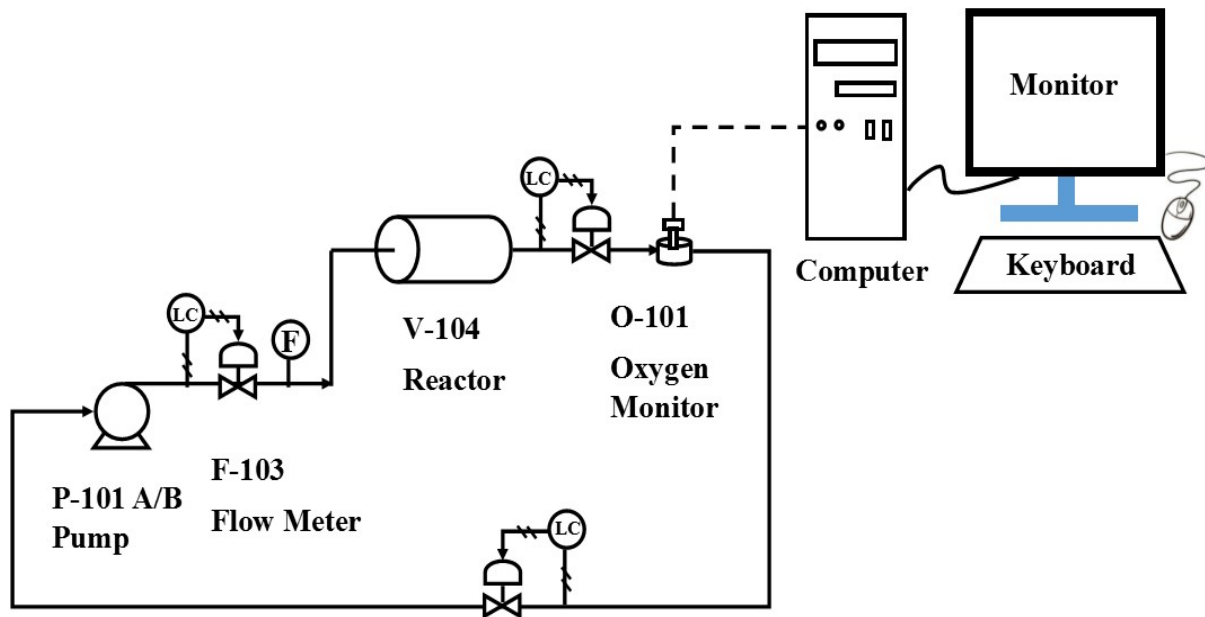 Monitor
LC
Computer
Keyboard
LC
F
V-104
Reactor
O-101
Oxygen
Monitor
P-101 A/B
Pump
F-103
Flow Meter
LC